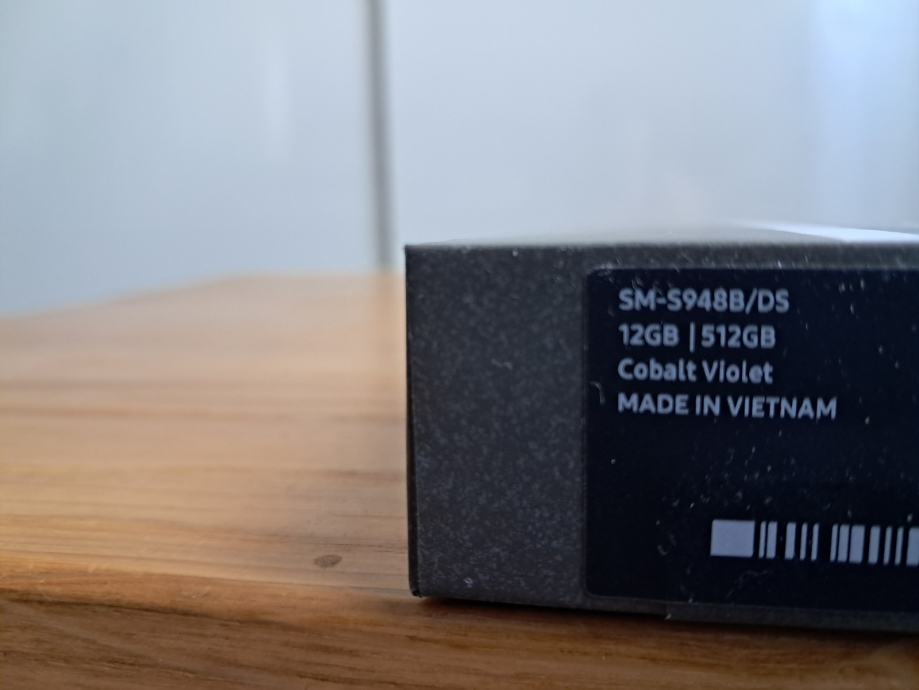 SM-S948B/DS
12GB | 512GB
Cobalt Violet
MADE IN VIETNAM